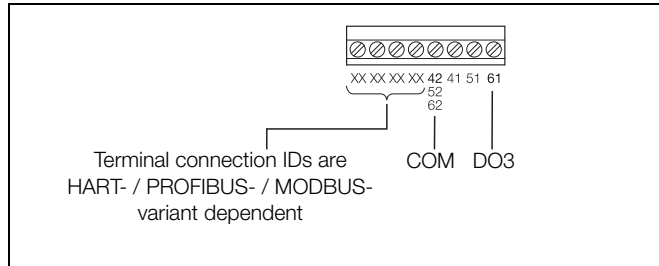 XX XX XX XX 42 41 51 61
52
62
Terminal connection IDs are COM DO3
HART- / PROFIBUS- / MODBUS-
variant dependent